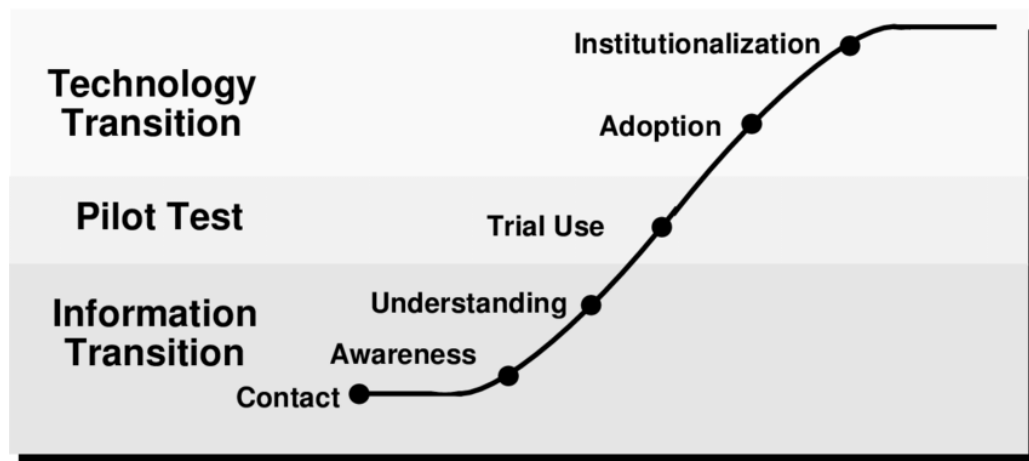 Institutionalization
Technology
Transition
Adoption
Pilot Test
Trial Use
Understanding
Information
Transition
Awareness
Contact